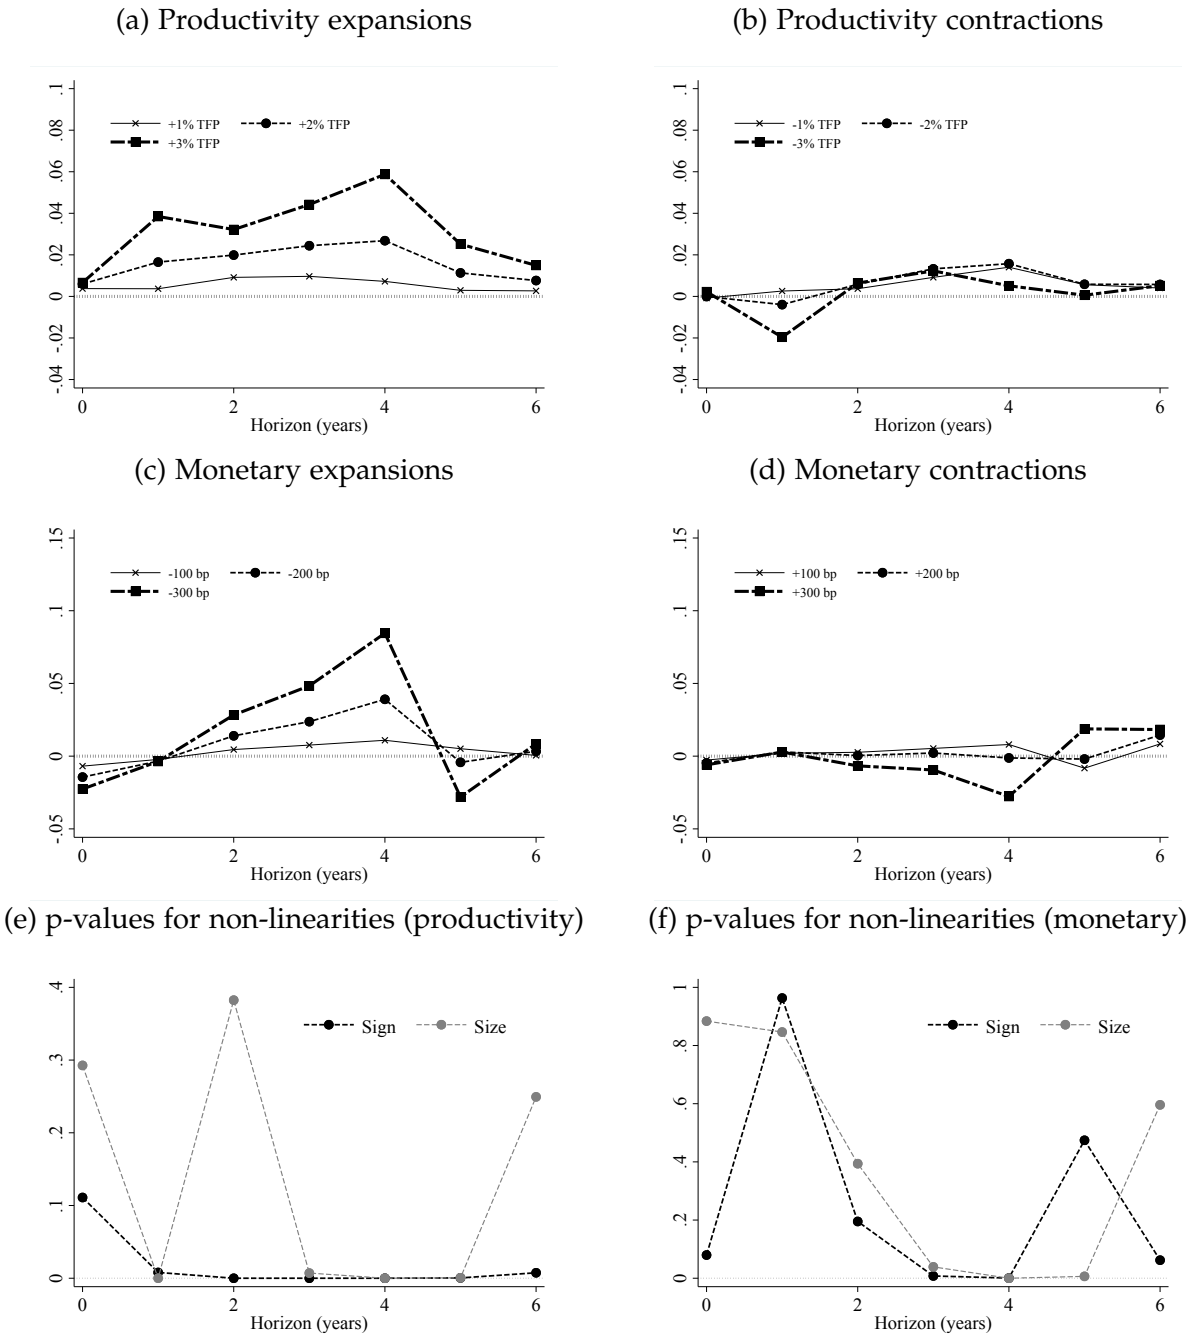 (a) Productivity expansions
(b) Productivity contractions
.1
.08
.06
.04
.02
0
-.02
-.04
+1% TFP
+2% TFP
+3% TFP
0
2
4
6
Horizon (years)
.1
.08
.06
.04
.02
0
-.02
-.04
-1% TFP
-2% TFP
-3% TFP
0
2
4
6
Horizon (years)
(c) Monetary expansions
(d) Monetary contractions
.15
.1
.05
0
-.05
-100 bp
-200 bp
-300 bp
0
2
4
6
Horizon (years)
.15
.1
.05
0
-.05
+100 bp
+200 bp
+300 bp
0
2
4
6
Horizon (years)
(e) p-values for non-linearities (productivity)
(f) p-values for non-linearities (monetary)
.4
.3
.2
.1
0
Sign
Size
0
2
4
6
Horizon (years)
1
.8
.6
.4
.2
0
Sign
Size
0
2
4
6
Horizon (years)